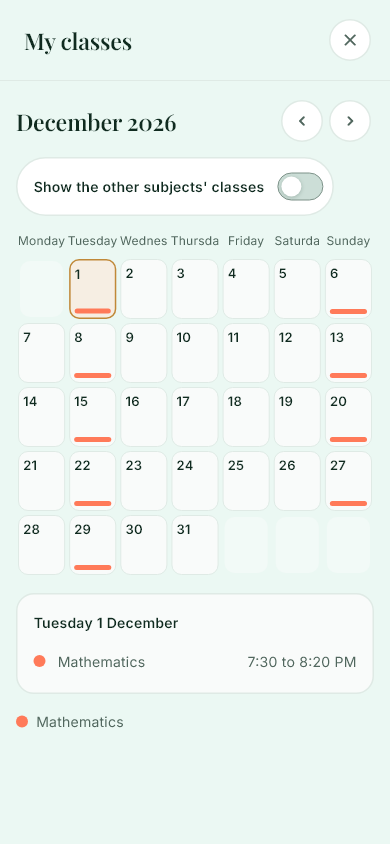 My classes
December 2026
Show the other subjects' classes
Monday Tuesday Wednes Thursda Friday Saturda Sunday
1 2 3 4 5 6
7 8 9 10 11 12 13
14 15 16 17 18 19 20
21 22 23 24 25 26 27
28 29 30 31
Tuesday 1 December
Mathematics 7:30 to 8:20 PM
Mathematics